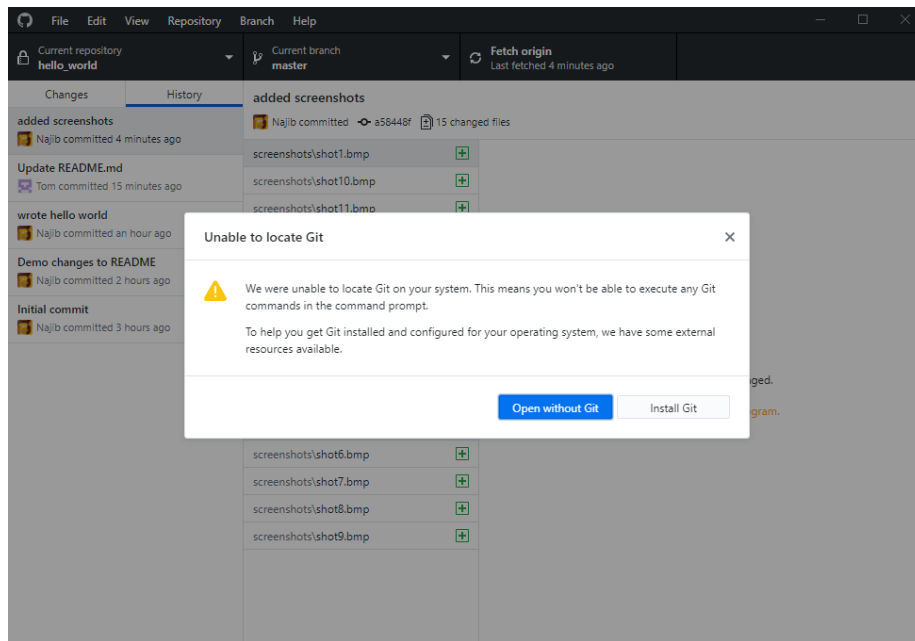 File Edit View Repository Branch Help
Current repository
hello_world
Current branch
master
Fetch origin
Last fetched 4 minutes ago
Changes History
added screenshots
Najib committed 4 minutes ago
Update README.md
Tom committed 15 minutes ago
wrote hello world
Najib committed an hour ago
Demo changes to README
Najib committed 2 hours ago
Initial commit
Najib committed 3 hours ago
added screenshots
Najib committed a58448f 15 changed files
screenshots\shot1.bmp
screenshots\shot10.bmp
screenshots\shot11.bmp
Unable to locate Git
We were unable to locate Git on your system. This means you won't be able to execute any Git
commands in the command prompt.
To help you get Git installed and configured for your operating system, we have some external
resources available.
Open without Git Install Git
screenshots\shot6.bmp
screenshots\shot7.bmp
screenshots\shot8.bmp
screenshots\shot9.bmp